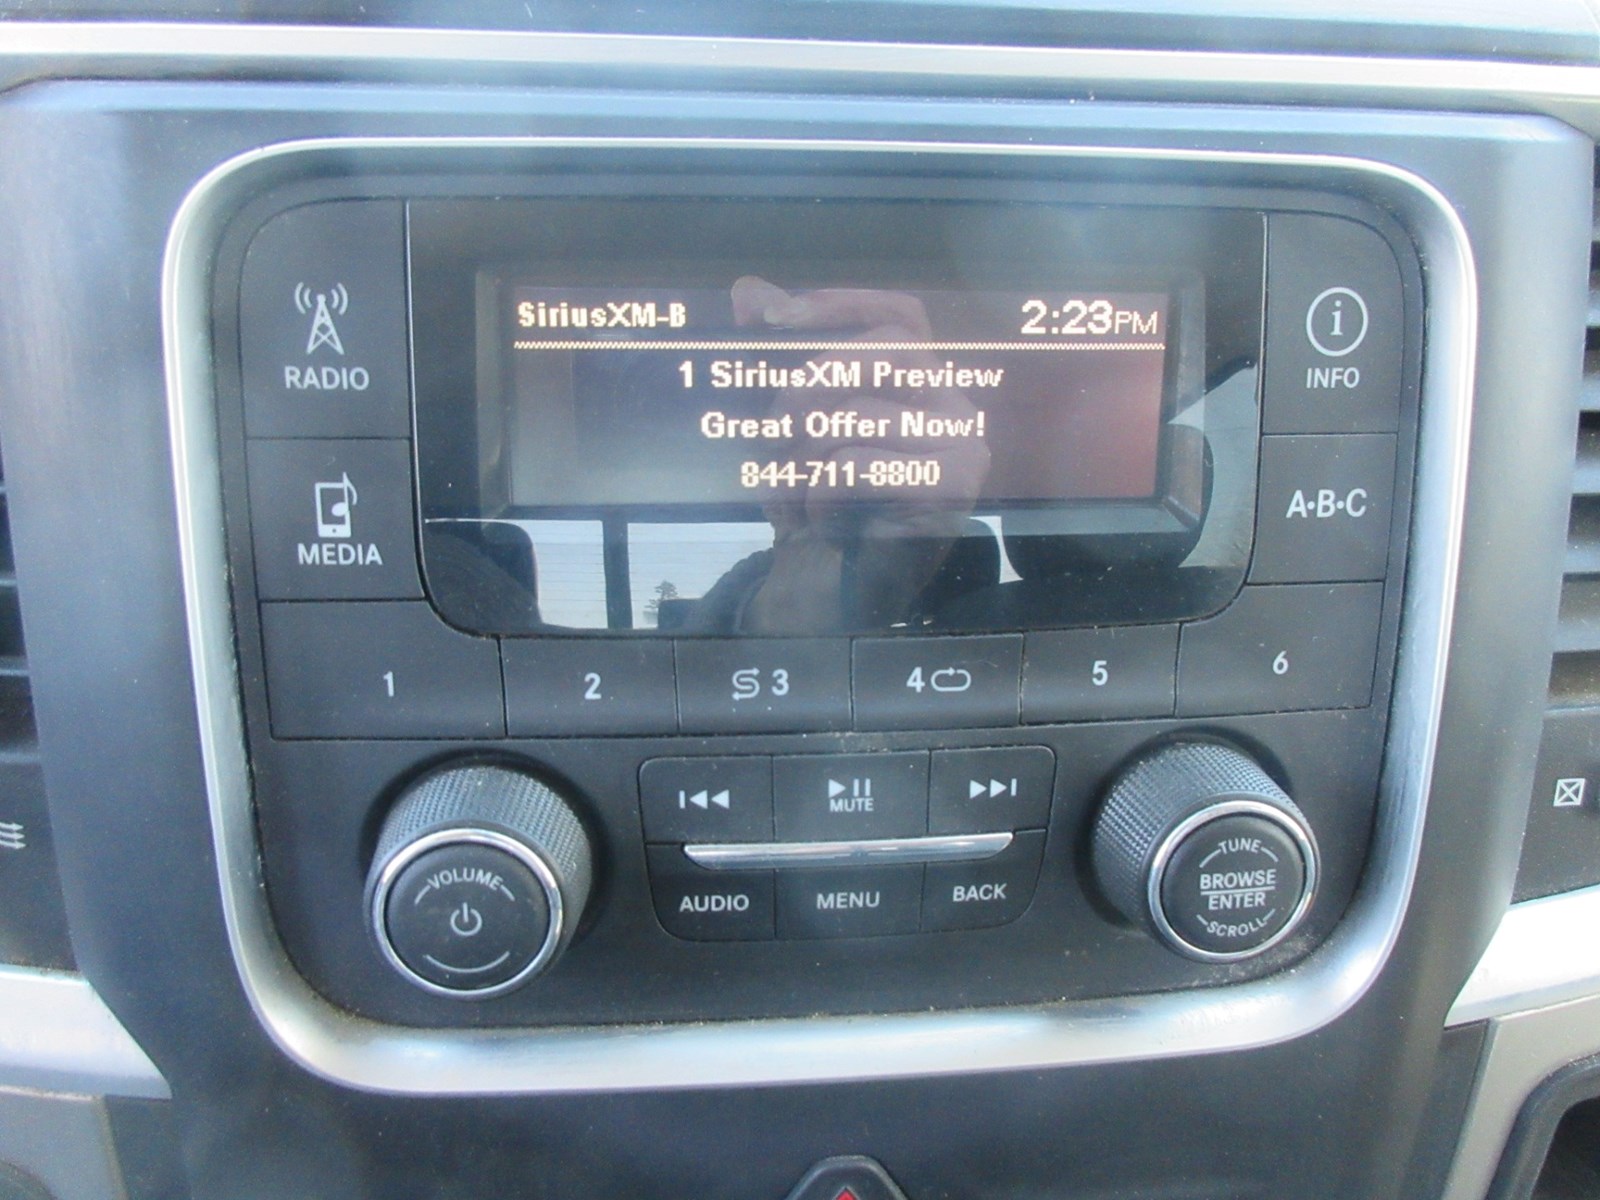 SiriusXM-B 2:23PM
1 SiriusXM Preview
Great Offer Now!
844-711-8800
RADIO
INFO
MEDIA
A•B•C
1 2 3 4 5 6
MUTE
VOLUME
AUDIO MENU BACK
TUNE
BROWSE
ENTER
SCROLL